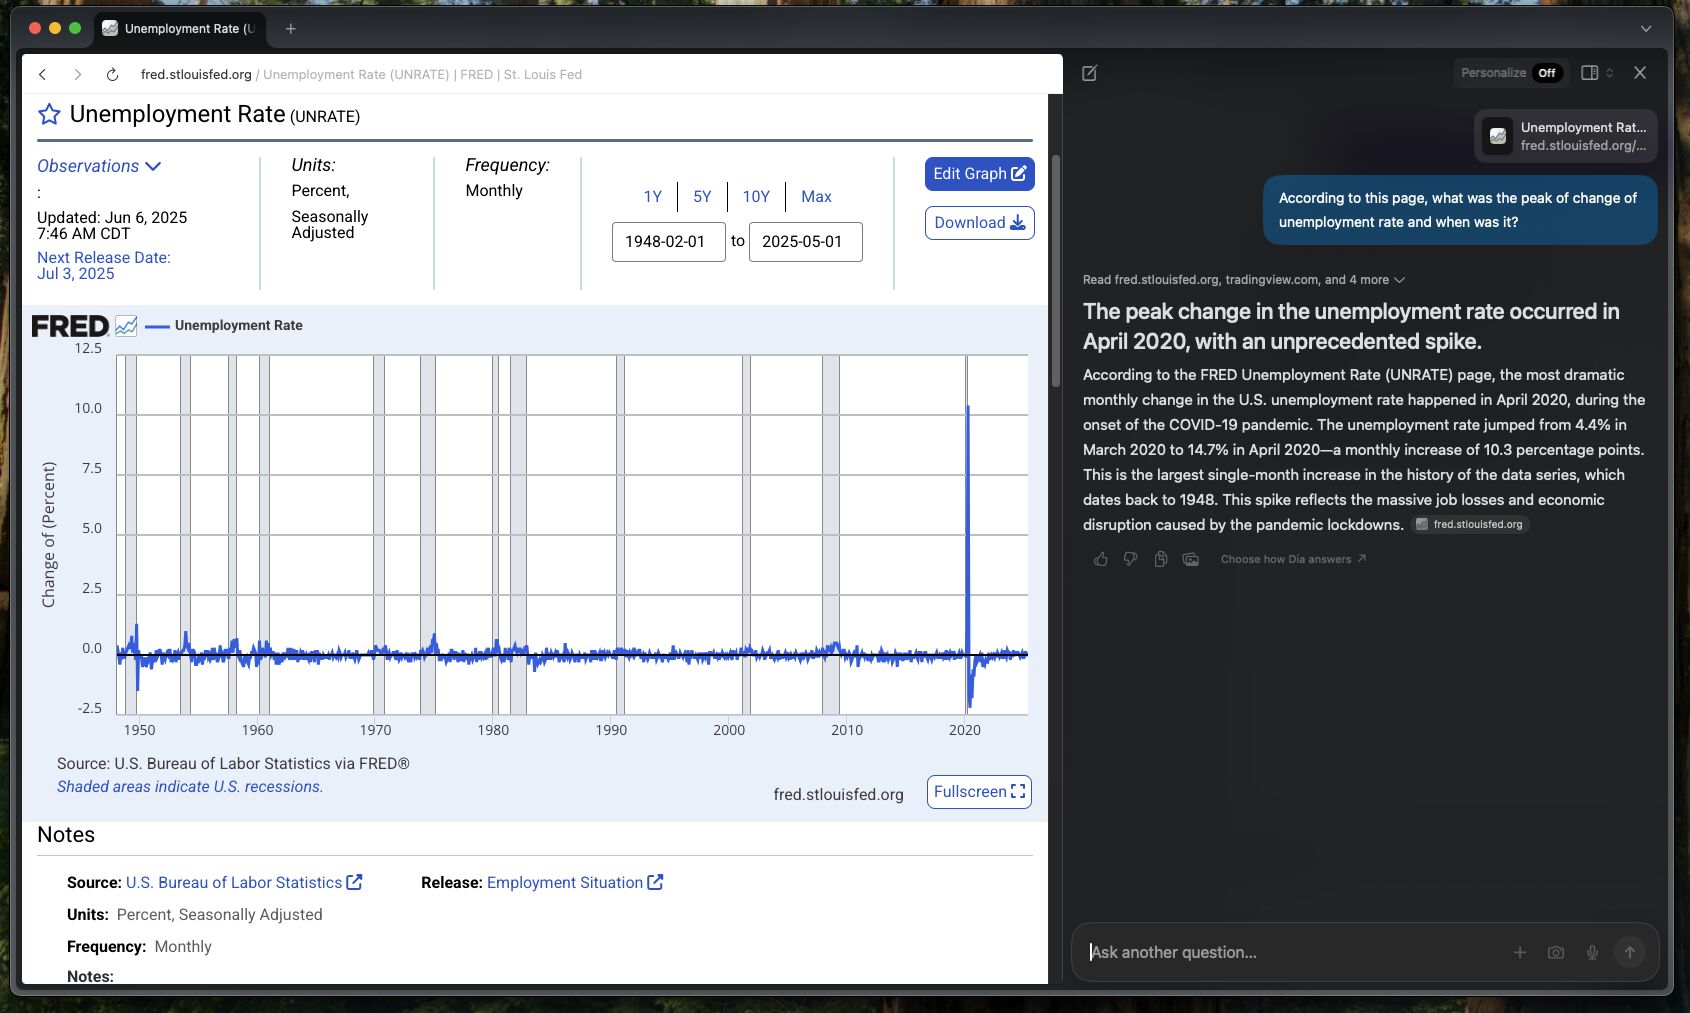 Unemployment Rate (U
fred.stlouisfed.org / Unemployment Rate (UNRATE) | FRED | St. Louis Fed
Unemployment Rate (UNRATE)
Observations
:
Updated: Jun 6, 2025
7:46 AM CDT
Next Release Date:
Jul 3, 2025
Units:
Percent,
Seasonally
Adjusted
Frequency:
Monthly
1Y 5Y 10Y Max
1948-02-01 to 2025-05-01
Edit Graph
Download
FRED Unemployment Rate
12.5
10.0
7.5
5.0
2.5
0.0
-2.5
Change of (Percent)
1950 1960 1970 1980 1990 2000 2010 2020
Source: U.S. Bureau of Labor Statistics via FRED®
Shaded areas indicate U.S. recessions.
fred.stlouisfed.org
Fullscreen
Notes
Source: U.S. Bureau of Labor Statistics
Release: Employment Situation
Units: Percent, Seasonally Adjusted
Frequency: Monthly
Notes:
Personalize Off
Unemployment Rat...
fred.stlouisfed.org/...
According to this page, what was the peak of change of
unemployment rate and when was it?
Read fred.stlouisfed.org, tradingview.com, and 4 more
The peak change in the unemployment rate occurred in
April 2020, with an unprecedented spike.
According to the FRED Unemployment Rate (UNRATE) page, the most dramatic
monthly change in the U.S. unemployment rate happened in April 2020, during the
onset of the COVID-19 pandemic. The unemployment rate jumped from 4.4% in
March 2020 to 14.7% in April 2020—a monthly increase of 10.3 percentage points.
This is the largest single-month increase in the history of the data series, which
dates back to 1948. This spike reflects the massive job losses and economic
disruption caused by the pandemic lockdowns. fred.stlouisfed.org
Choose how Dia answers
Ask another question...